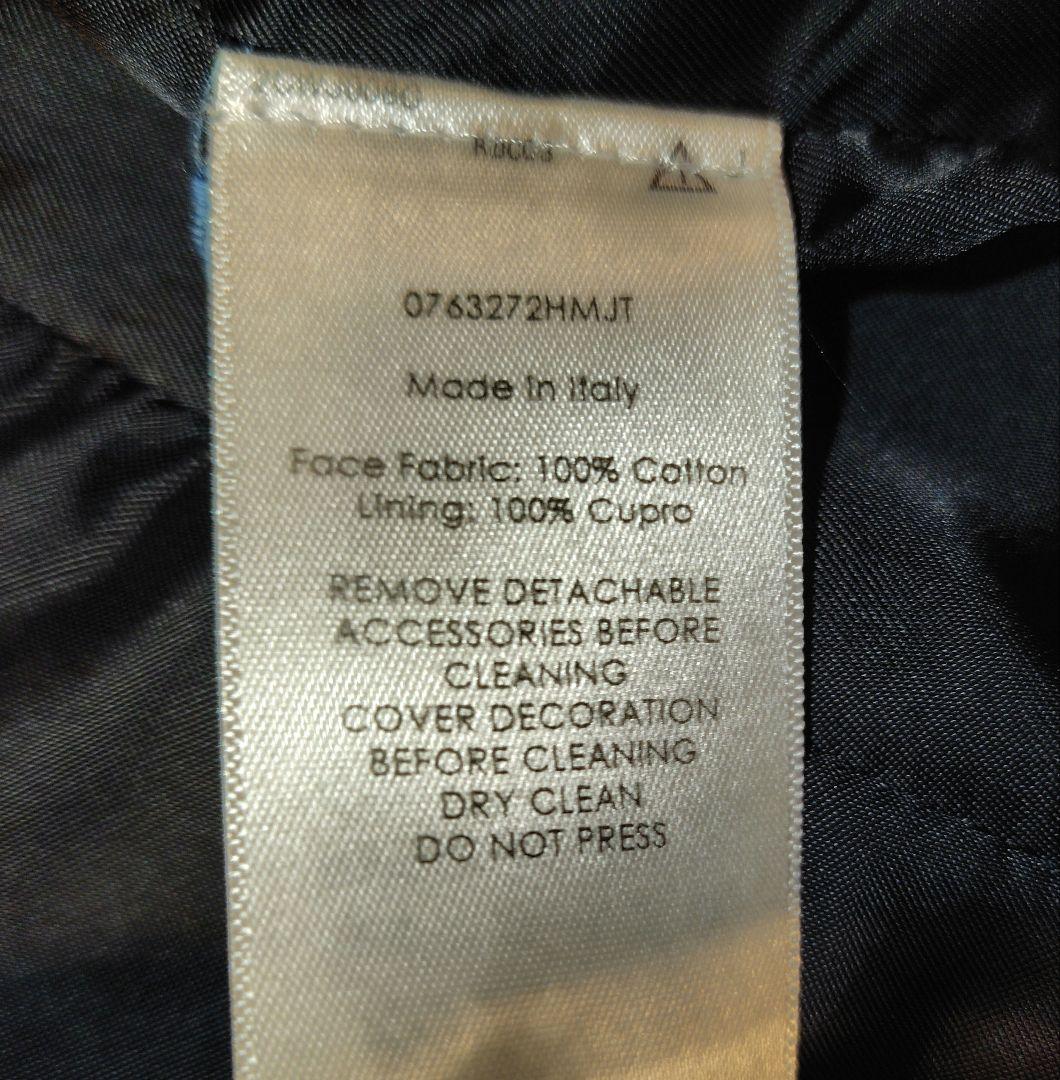 0763272HMJT
Made in Italy
Face Fabric: 100% Cotton
Lining: 100% Cupro
REMOVE DETACHABLE
ACCESSORIES BEFORE
CLEANING
COVER DECORATION
BEFORE CLEANING
DRY CLEAN
DO NOT PRESS